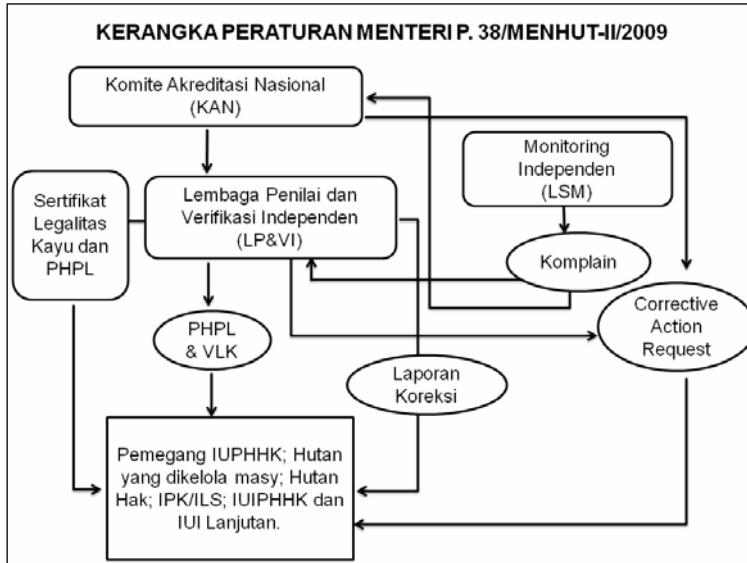 KERANGKA PERATURAN MENTERI P. 38/MENHUT-II/2009
Komite Akreditasi Nasional
(KAN)
Monitoring
Independen
(LSM)
Sertifikat
Legalitas
Kayu dan
PHPL
Lembaga Penilai dan
Verifikasi Independen
(LP&VI)
Komplain
Corrective
Action
Request
PHPL
& VLK
Laporan
Koreksi
Pemegang IUPHHK; Hutan
yang dikelola masy; Hutan
Hak; IPK/ILS; IUIPHHK dan
IUI Lanjutan.